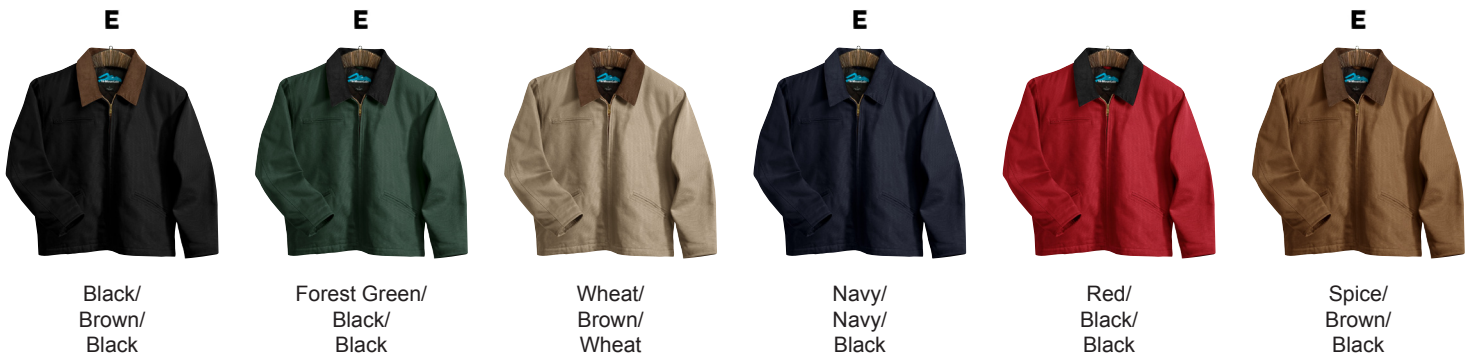 E
E
E
E
Black/
Brown/
Black
Forest Green/
Black/
Black
Wheat/
Brown/
Wheat
Navy/
Navy/
Black
Red/
Black/
Black
Spice/
Brown/
Black